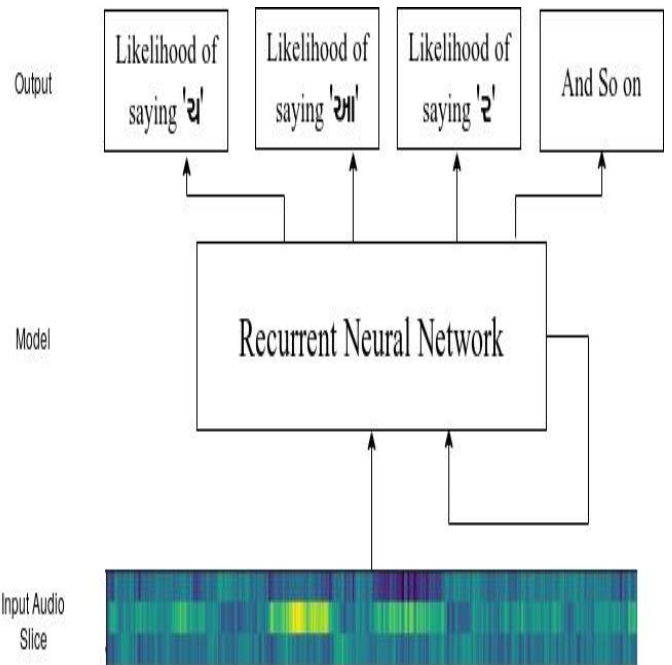 Output
Likelihood of
saying 'ચ'
Likelihood of
saying 'આ'
Likelihood of
saying 'ર'
And So on
Model
Recurrent Neural Network
Input Audio
Slice